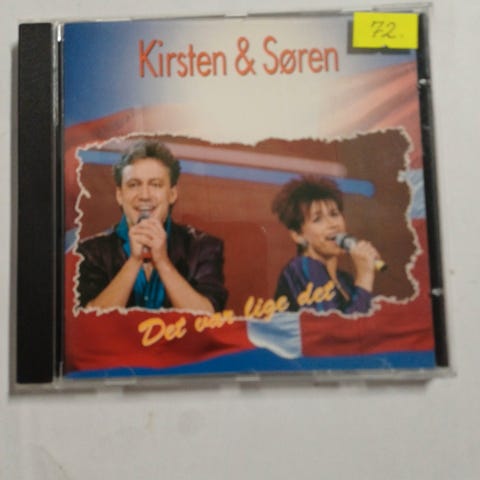 72.
Kirsten & Søren
Det var lige det